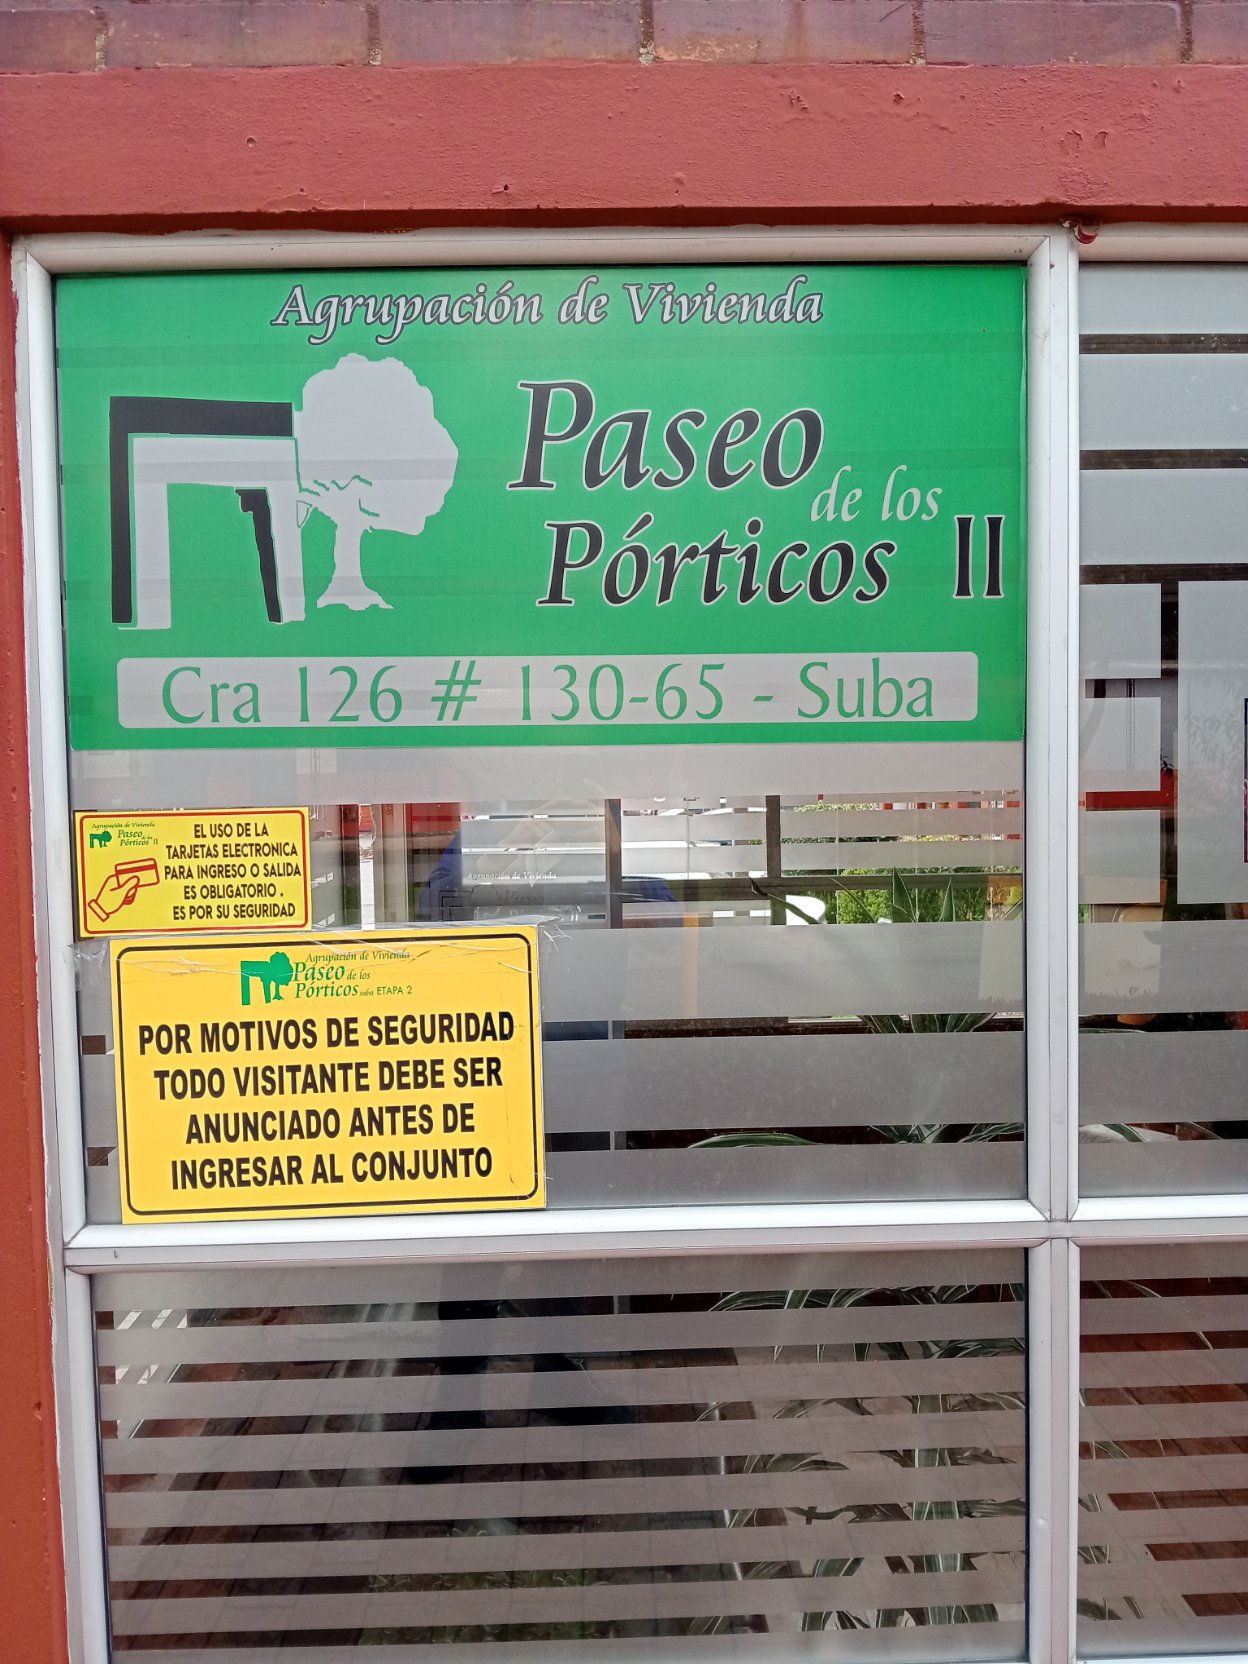 Agrupación de Vivienda
Paseo
de los
Pórticos II
Cra 126 # 130-65 - Suba
Agrupación de Vivienda
Paseo de los
Pórticos II
EL USO DE LA
TARJETAS ELECTRONICA
PARA INGRESO O SALIDA
ES OBLIGATORIO .
ES POR SU SEGURIDAD
Agrupación de Vivienda
Agrupación de Vivienda
Paseo de los
Pórticos suba ETAPA 2
POR MOTIVOS DE SEGURIDAD
TODO VISITANTE DEBE SER
ANUNCIADO ANTES DE
INGRESAR AL CONJUNTO